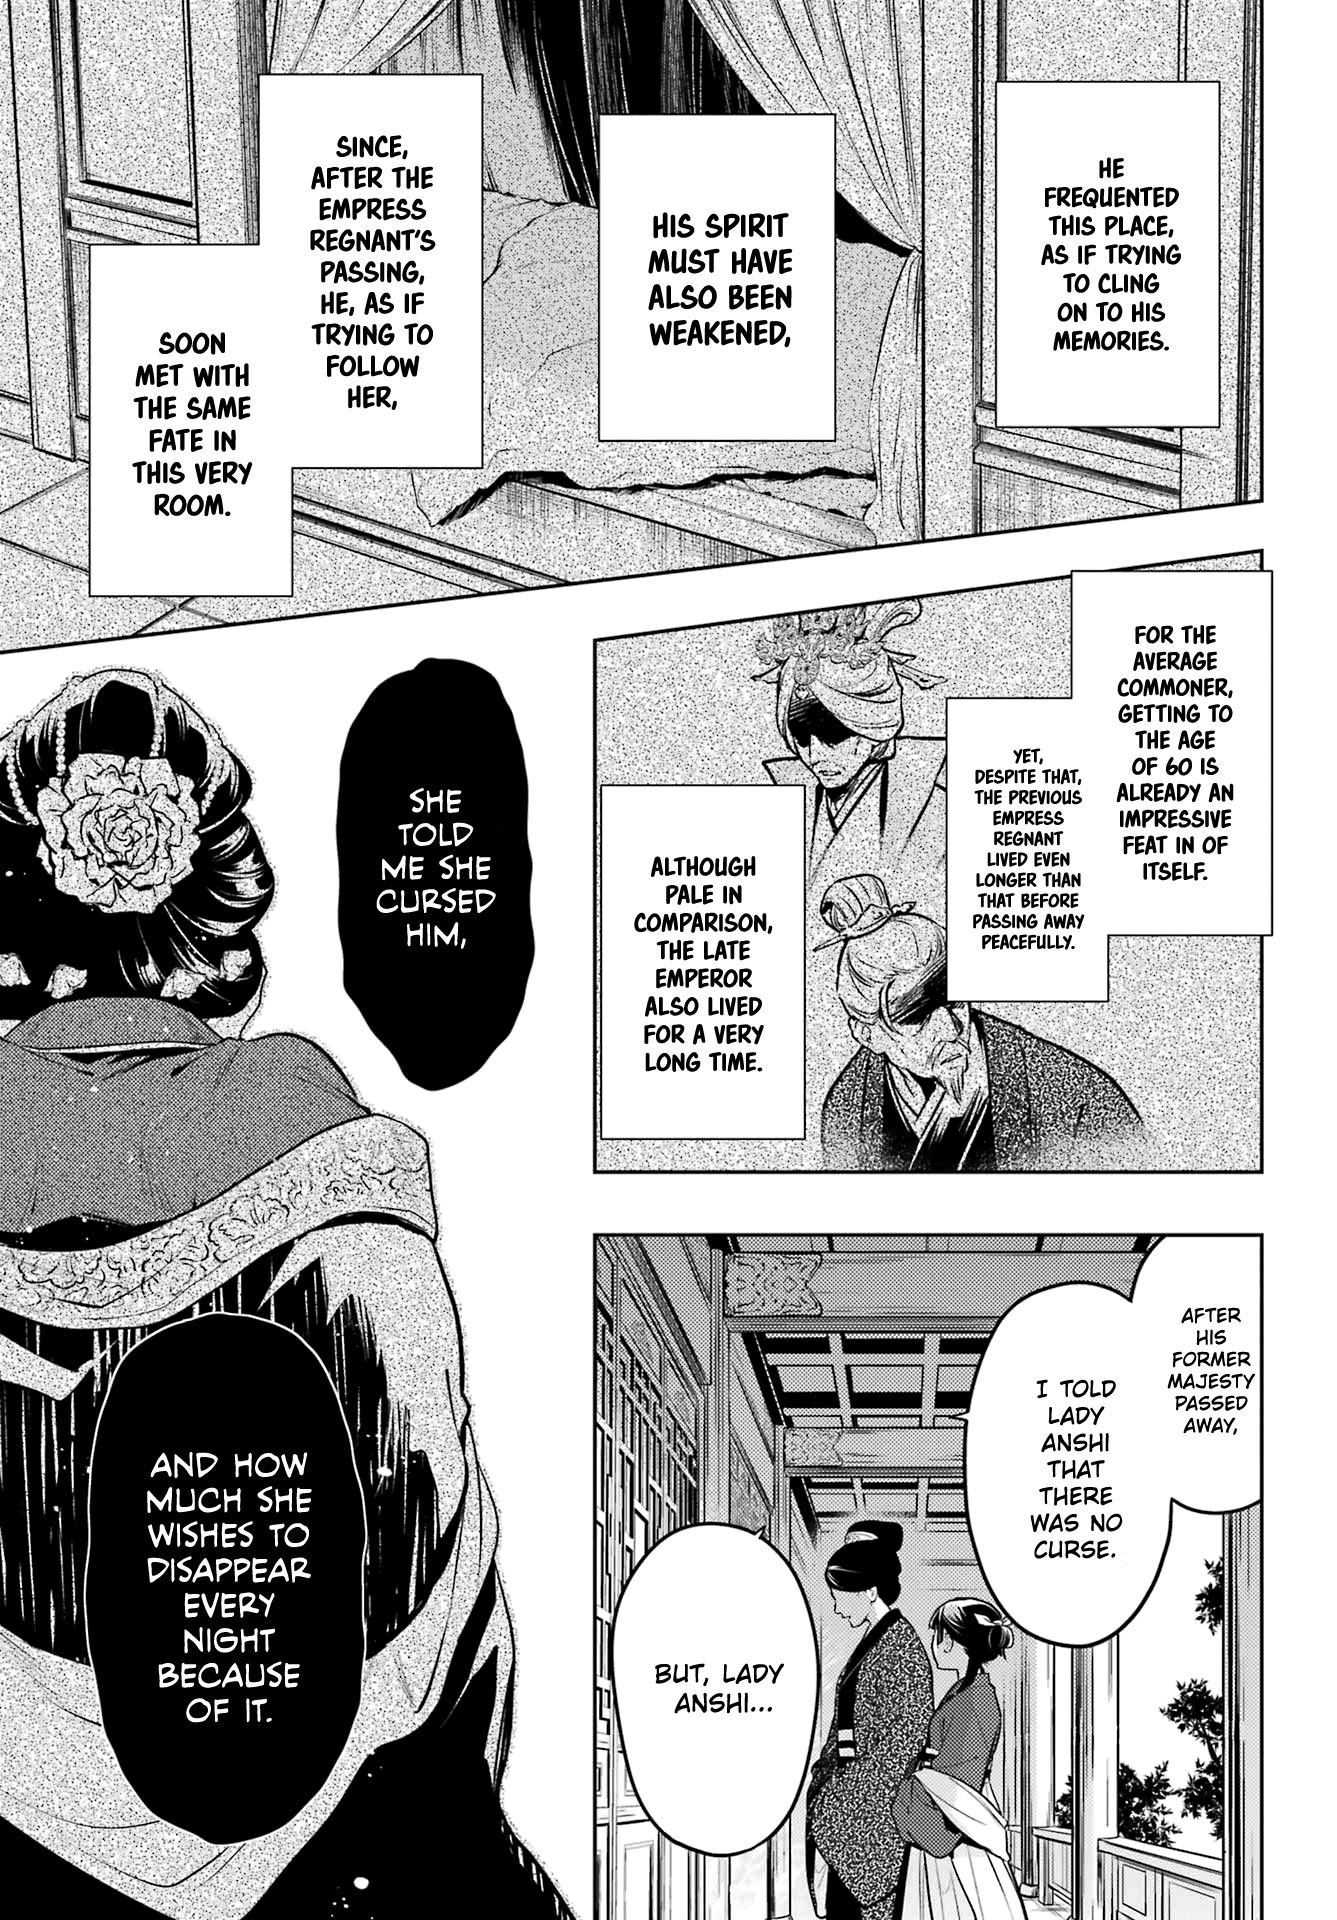 HE
FREQUENTED
THIS PLACE,
AS IF TRYING
TO CLING
ON TO HIS
MEMORIES.
HIS SPIRIT
MUST HAVE
ALSO BEEN
WEAKENED,
SINCE,
AFTER THE
EMPRESS
REGNANT'S
PASSING,
HE, AS IF
TRYING TO
FOLLOW
HER,
SOON
MET WITH
THE SAME
FATE IN
THIS VERY
ROOM.
FOR THE
AVERAGE
COMMONER,
GETTING TO
THE AGE
OF 60 IS
ALREADY AN
IMPRESSIVE
FEAT IN OF
ITSELF.
YET,
DESPITE THAT,
THE PREVIOUS
EMPRESS
REGNANT
LIVED EVEN
LONGER THAN
THAT BEFORE
PASSING AWAY
PEACEFULLY.
ALTHOUGH
PALE IN
COMPARISON,
THE LATE
EMPEROR
ALSO LIVED
FOR A VERY
LONG TIME.
AFTER
HIS
FORMER
MAJESTY
PASSED
AWAY,
I TOLD
LADY
ANSHI
THAT
THERE
WAS NO
CURSE.
BUT, LADY
ANSHI...
SHE
TOLD
ME SHE
CURSED
HIM,
AND HOW
MUCH SHE
WISHES TO
DISAPPEAR
EVERY
NIGHT
BECAUSE
OF IT.